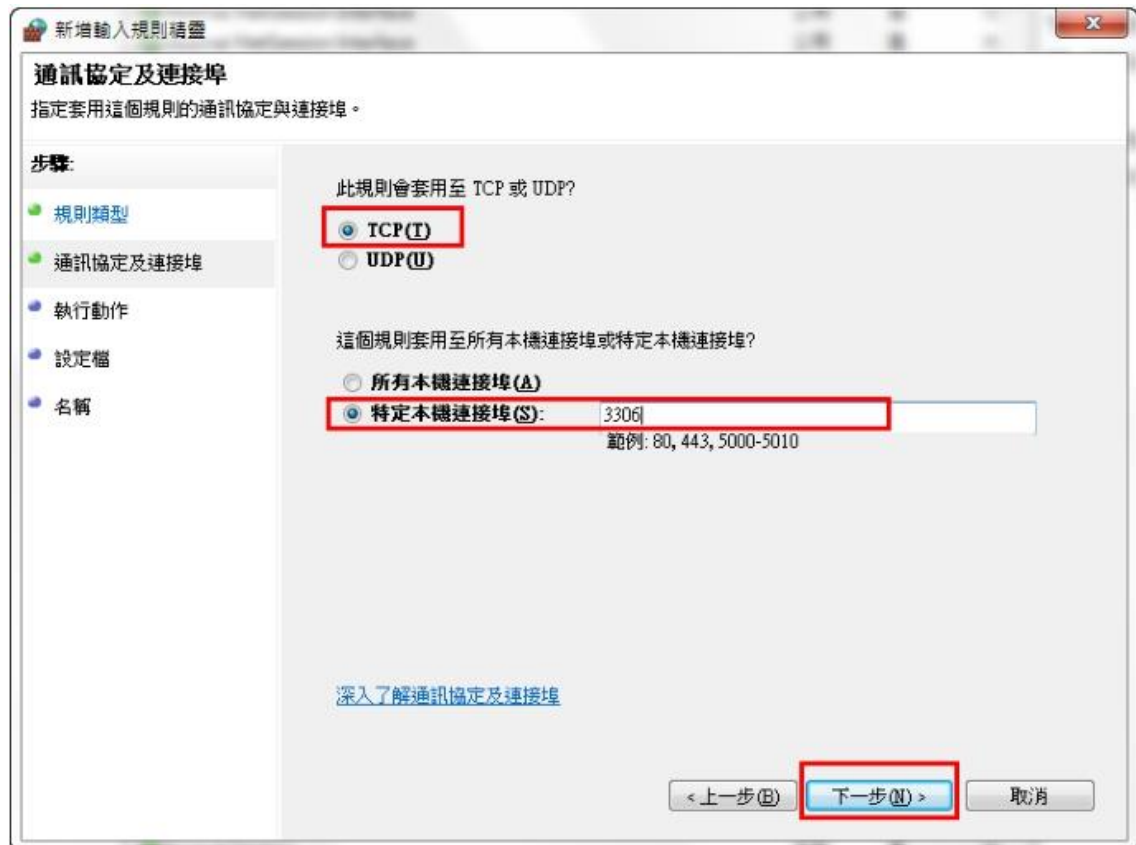 新增輸入規則精靈
通訊協定及連接埠
指定套用這個規則的通訊協定與連接埠。
步驟:
規則類型
通訊協定及連接埠
執行動作
設定檔
名稱
此規則會套用至 TCP 或 UDP?
TCP(T)
UDP(U)
這個規則套用至所有本機連接埠或特定本機連接埠?
所有本機連接埠(A)
特定本機連接埠(S): 3306
範例: 80, 443, 5000-5010
深入了解通訊協定及連接埠
<上一步(B) 下一步(N)> 取消